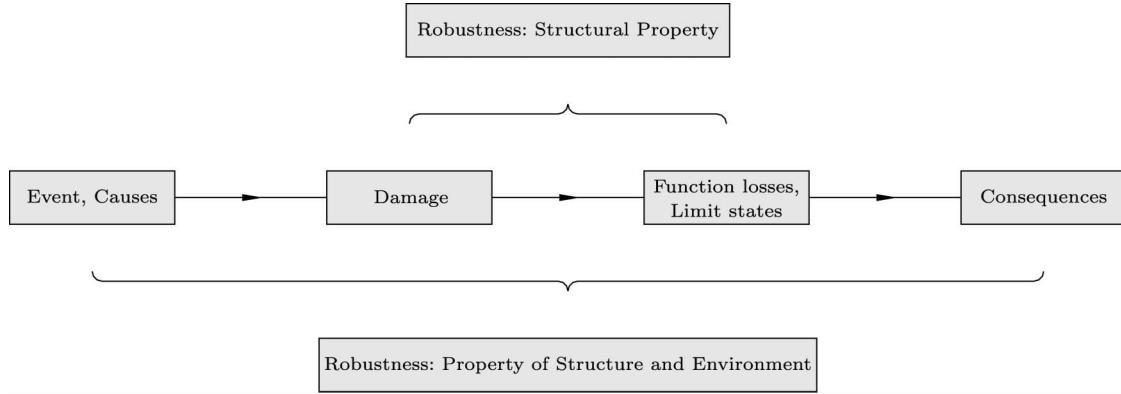 Robustness: Structural Property
Event, Causes
Damage
Function losses,
Limit states
Consequences
Robustness: Property of Structure and Environment